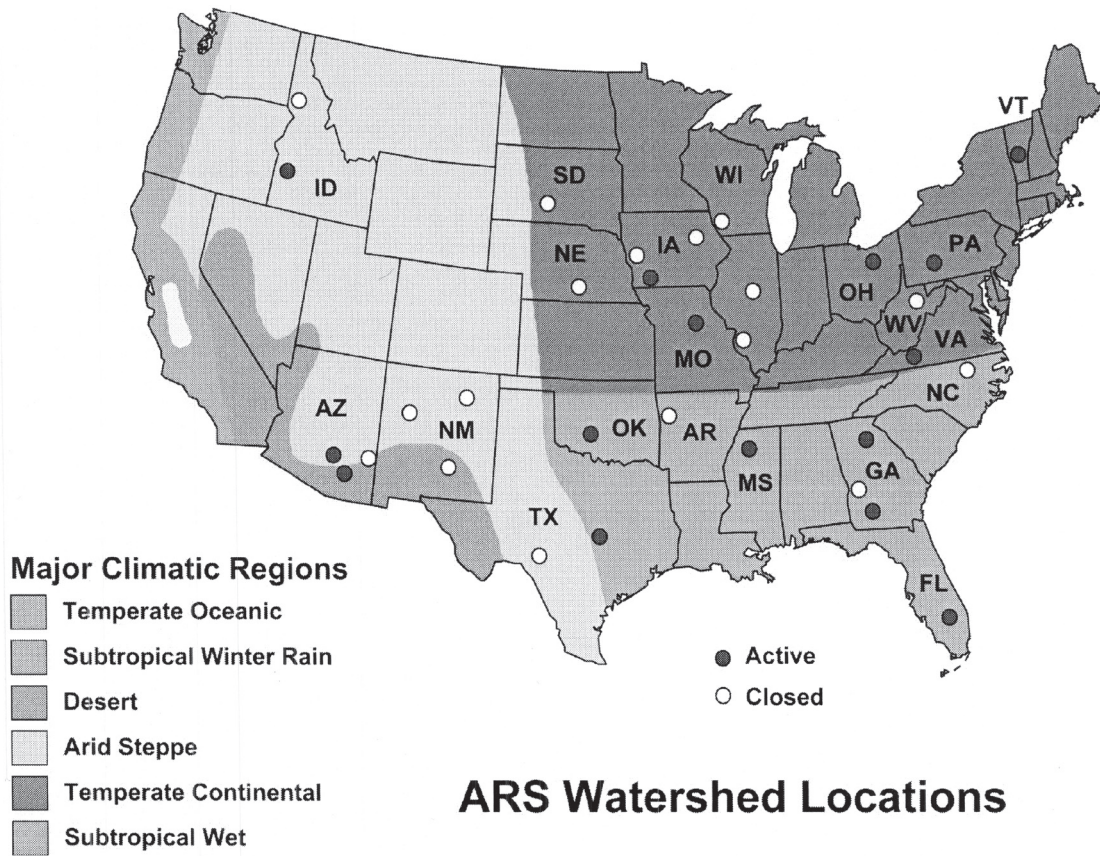 VT
ID
SD
WI
IA
NE
PA
OH
WV
VA
MO
NC
AZ
NM
OK
AR
MS
GA
TX
FL
Major Climatic Regions
Temperate Oceanic
Subtropical Winter Rain
Desert
Arid Steppe
Temperate Continental
Subtropical Wet
Active
Closed
ARS Watershed Locations